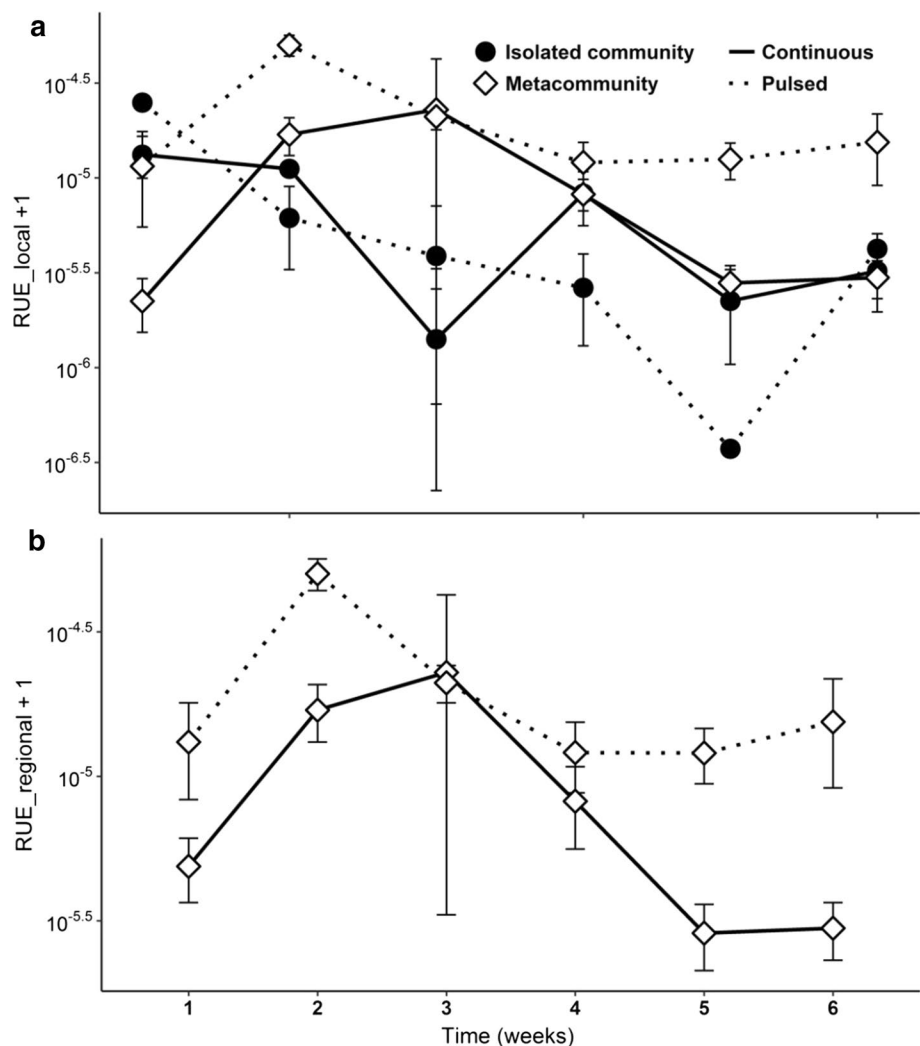 a
Isolated community
Continuous
Metacommunity
Pulsed
10^-4.5
10^-5
10^-5.5
10^-6
10^-6.5
RUE_local +1
b
10^-4.5
10^-5
10^-5.5
RUE_regional + 1
1 2 3 4 5 6
Time (weeks)